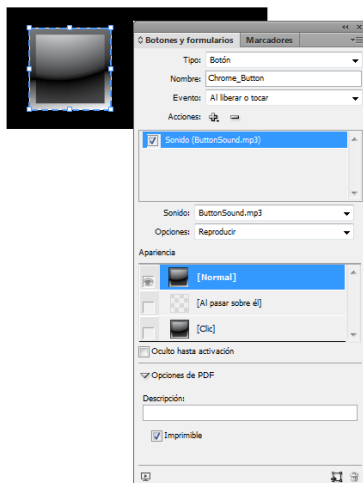 Botones y formularios Marcadores
Tipo: Botón
Nombre: Chrome_Button
Evento: Al liberar o tocar
Acciones:
Sonido (ButtonSound.mp3)
Sonido: ButtonSound.mp3
Opciones: Reproducir
Apariencia
[Normal]
[Al pasar sobre él]
[Clic]
Oculto hasta activación
Opciones de PDF
Descripción:
Imprimible